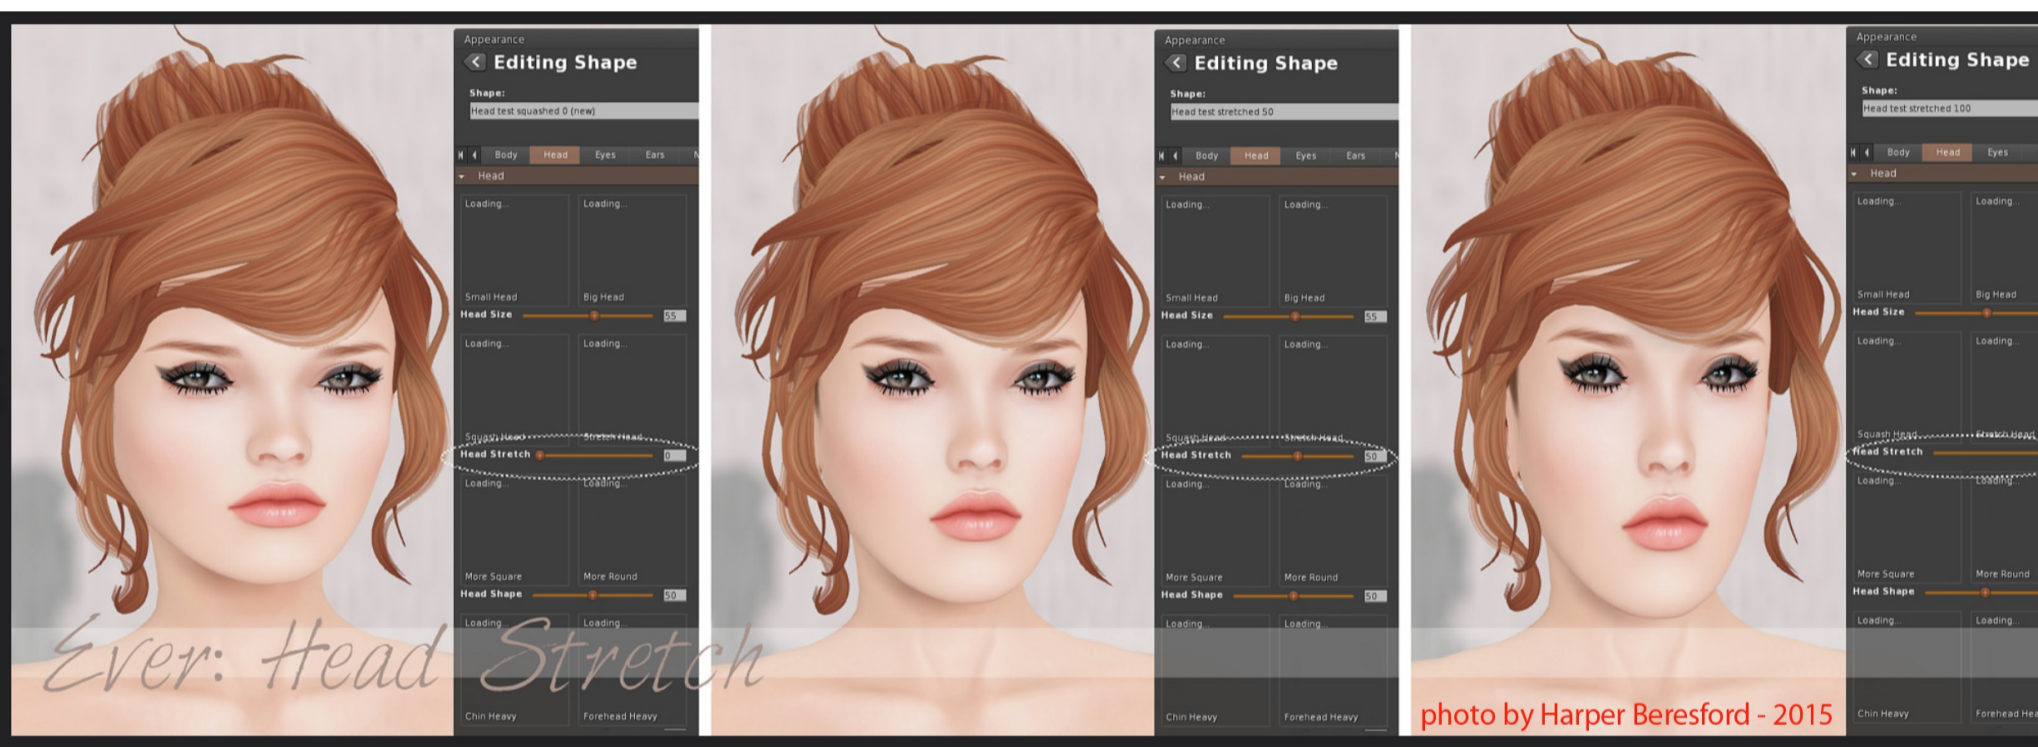 Appearance
Editing Shape
Shape:
Head test squashed 0 (new)
Body Head Eyes Ears N
Head
Loading... Loading...
Small Head Big Head
Head Size 55
Loading... Loading...
Squash Head Stretch Head
Head Stretch 0
Loading... Loading...
More Square More Round
Head Shape 50
Loading... Loading...
Chin Heavy Forehead Heavy
Appearance
Editing Shape
Shape:
Head test stretched 50
Body Head Eyes Ears
Head
Loading... Loading...
Small Head Big Head
Head Size 55
Loading... Loading...
Squash Head Stretch Head
Head Stretch 50
Loading... Loading...
More Square More Round
Head Shape 50
Loading... Loading...
Chin Heavy Forehead Heavy
Appearance
Editing Shape
Shape:
Head test stretched 100
Body Head Eyes
Head
Loading... Loading...
Small Head Big Head
Head Size
Loading... Loading...
Squash Head Stretch Head
Head Stretch
Loading... Loading...
More Square More Round
Head Shape
Loading... Loading...
Chin Heavy Forehead Hea
Ever: Head Stretch
photo by Harper Beresford - 2015